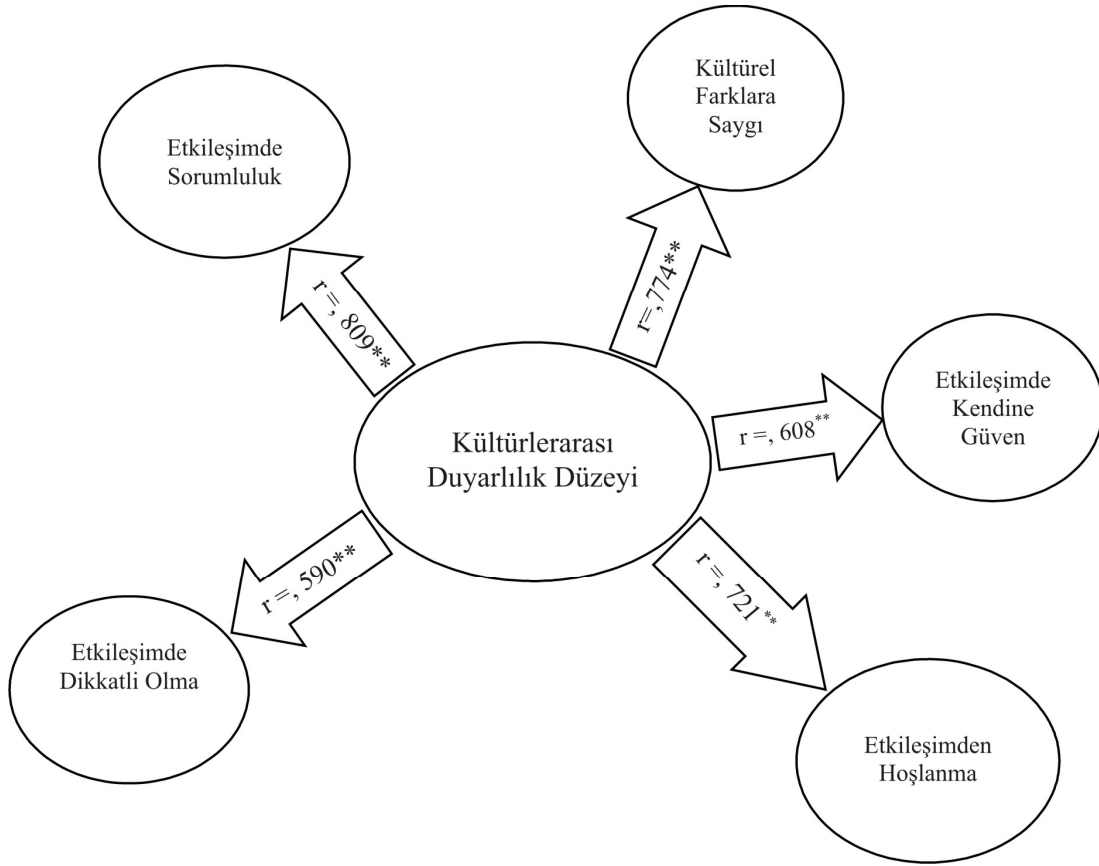 Kültürel
Farklara
Saygı
Etkileşimde
Sorumluluk
r =, 809**
r=,774**
Etkileşimde
Kendine
Güven
r =, 608**
Kültürlerarası
Duyarlılık Düzeyi
r =, 590**
r =, 721**
Etkileşimde
Dikkatli Olma
Etkileşimden
Hoşlanma